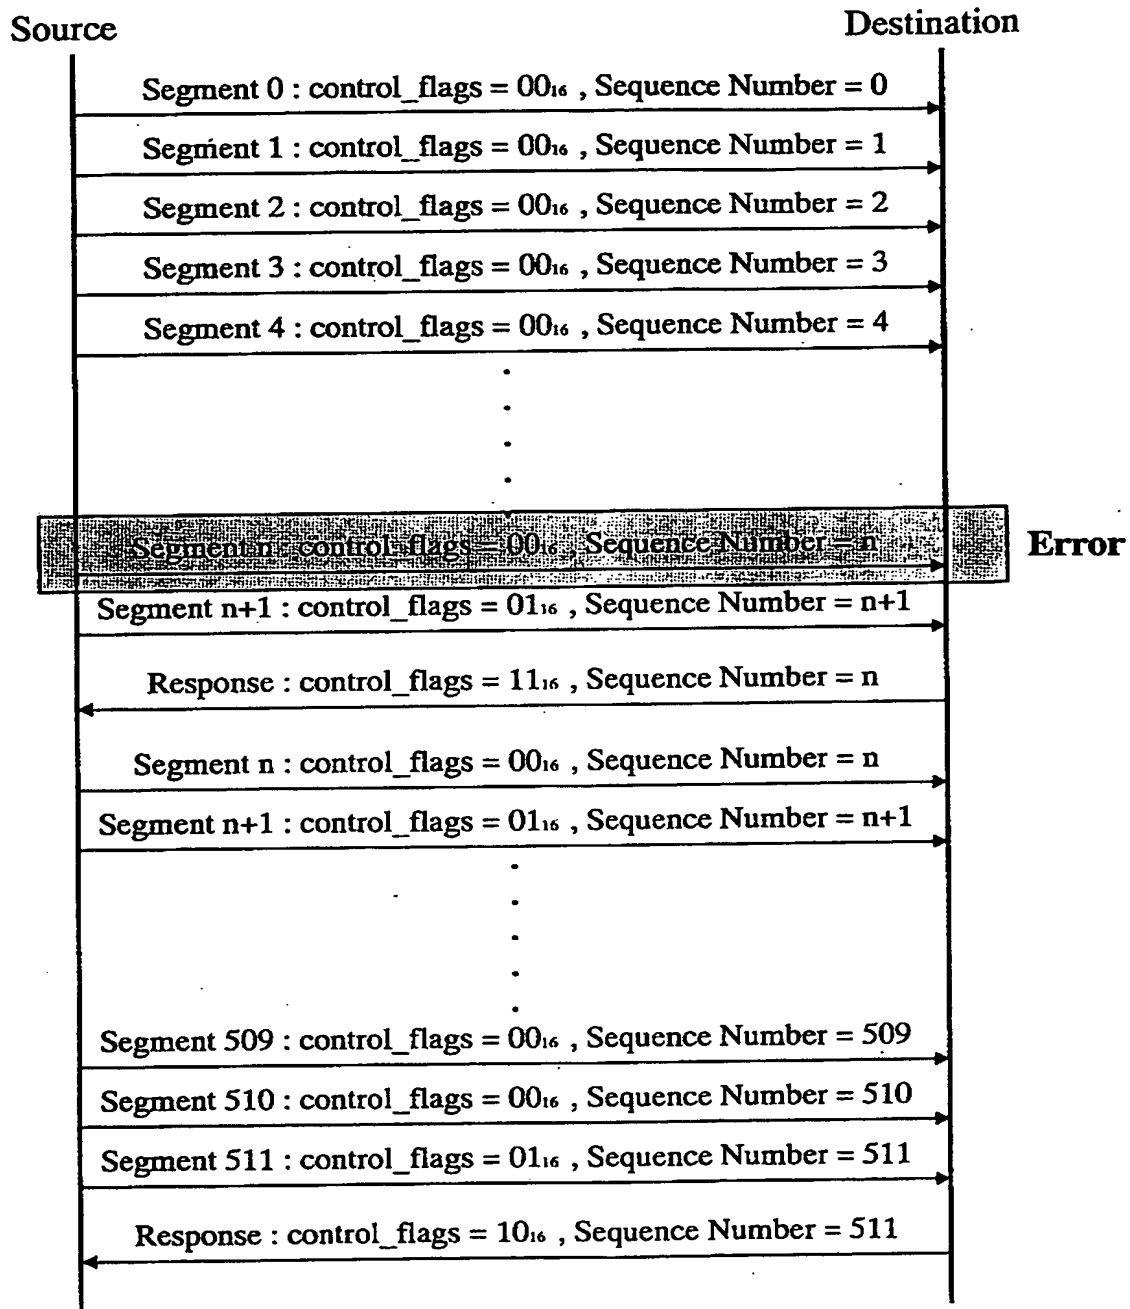 Source
Destination
Segment 0 : control_flags = 00₁₆ , Sequence Number = 0
Segment 1 : control_flags = 00₁₆ , Sequence Number = 1
Segment 2 : control_flags = 00₁₆ , Sequence Number = 2
Segment 3 : control_flags = 00₁₆ , Sequence Number = 3
Segment 4 : control_flags = 00₁₆ , Sequence Number = 4
Segment n : control_flags = 00₁₆ , Sequence Number = n
Error
Segment n+1 : control_flags = 01₁₆ , Sequence Number = n+1
Response : control_flags = 11₁₆ , Sequence Number = n
Segment n : control_flags = 00₁₆ , Sequence Number = n
Segment n+1 : control_flags = 01₁₆ , Sequence Number = n+1
Segment 509 : control_flags = 00₁₆ , Sequence Number = 509
Segment 510 : control_flags = 00₁₆ , Sequence Number = 510
Segment 511 : control_flags = 01₁₆ , Sequence Number = 511
Response : control_flags = 10₁₆ , Sequence Number = 511